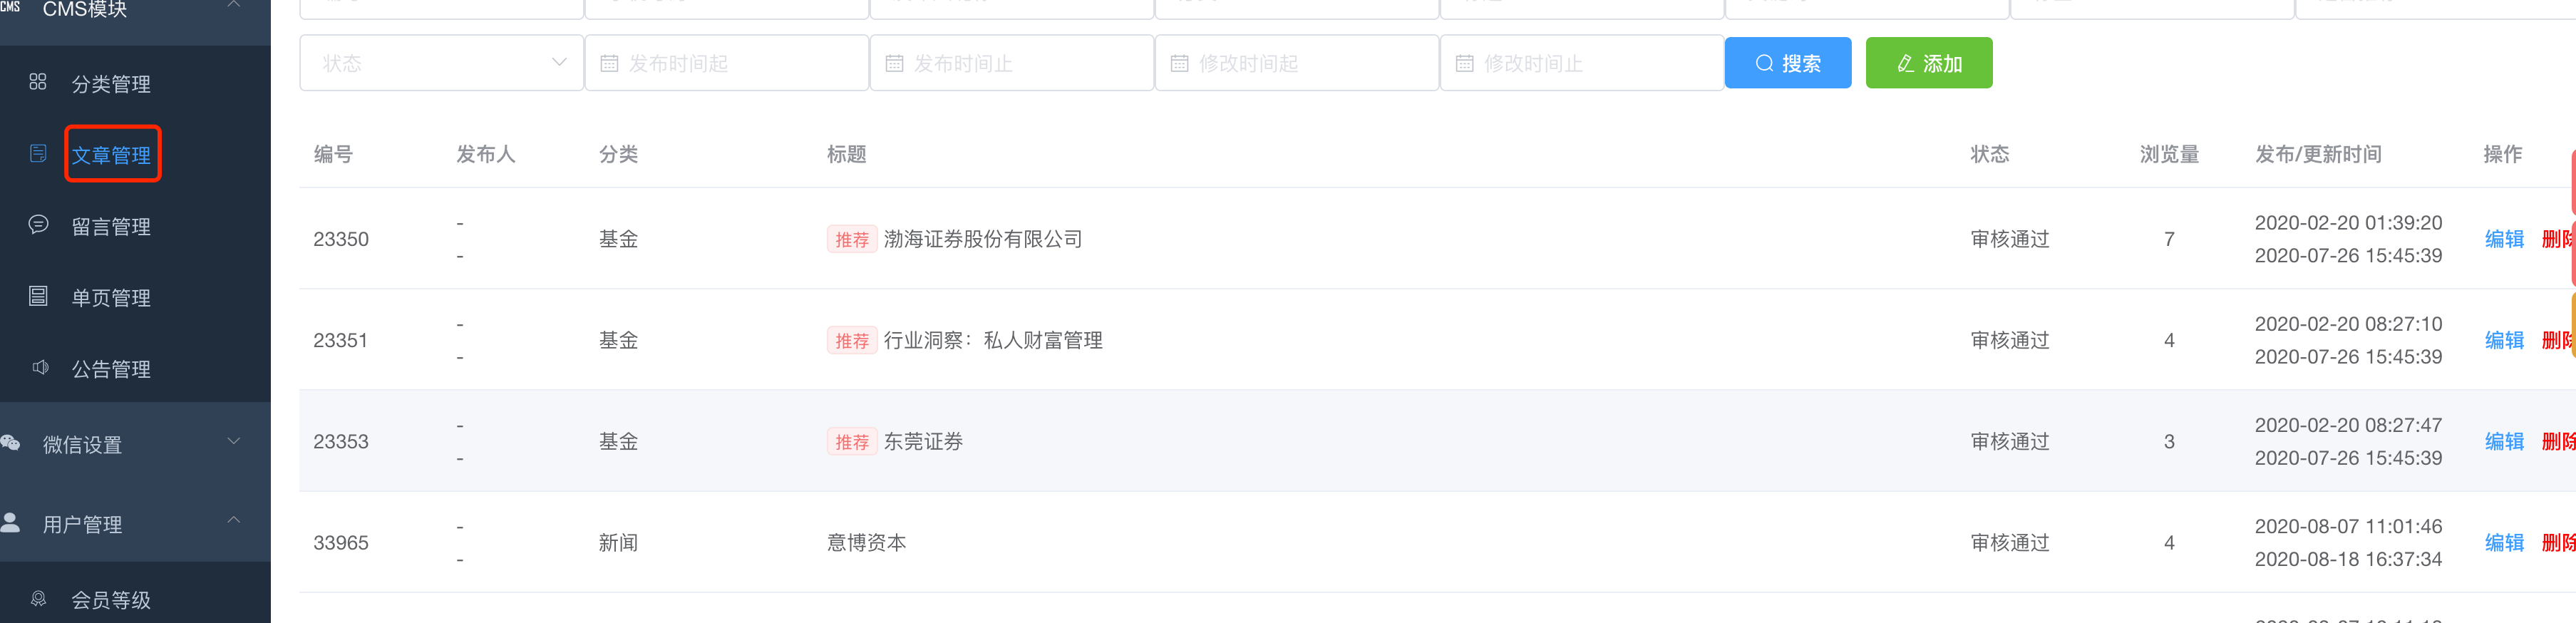 CMS CMS模块
分类管理
文章管理
留言管理
单页管理
公告管理
微信设置
用户管理
会员等级
状态 发布时间起 发布时间止 修改时间起 修改时间止 搜索 添加
编号 发布人 分类 标题 状态 浏览量 发布/更新时间 操作
23350 - 基金 推荐 渤海证券股份有限公司 审核通过 7 2020-02-20 01:39:20 编辑 删除
- 2020-07-26 15:45:39
23351 - 基金 推荐 行业洞察：私人财富管理 审核通过 4 2020-02-20 08:27:10 编辑 删除
- 2020-07-26 15:45:39
23353 - 基金 推荐 东莞证券 审核通过 3 2020-02-20 08:27:47 编辑 删除
- 2020-07-26 15:45:39
33965 - 新闻 意博资本 审核通过 4 2020-08-07 11:01:46 编辑 删除
- 2020-08-18 16:37:34